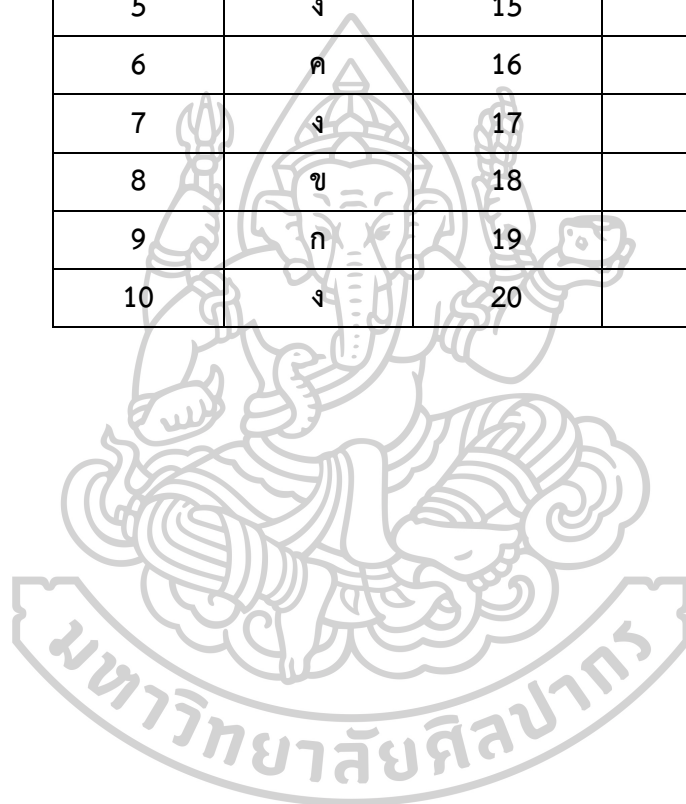 5 ง 15
6 ค 16
7 ง 17
8 ข 18
9 ก 19
10 ง 20
มหาวิทยาลัยศิลปากร